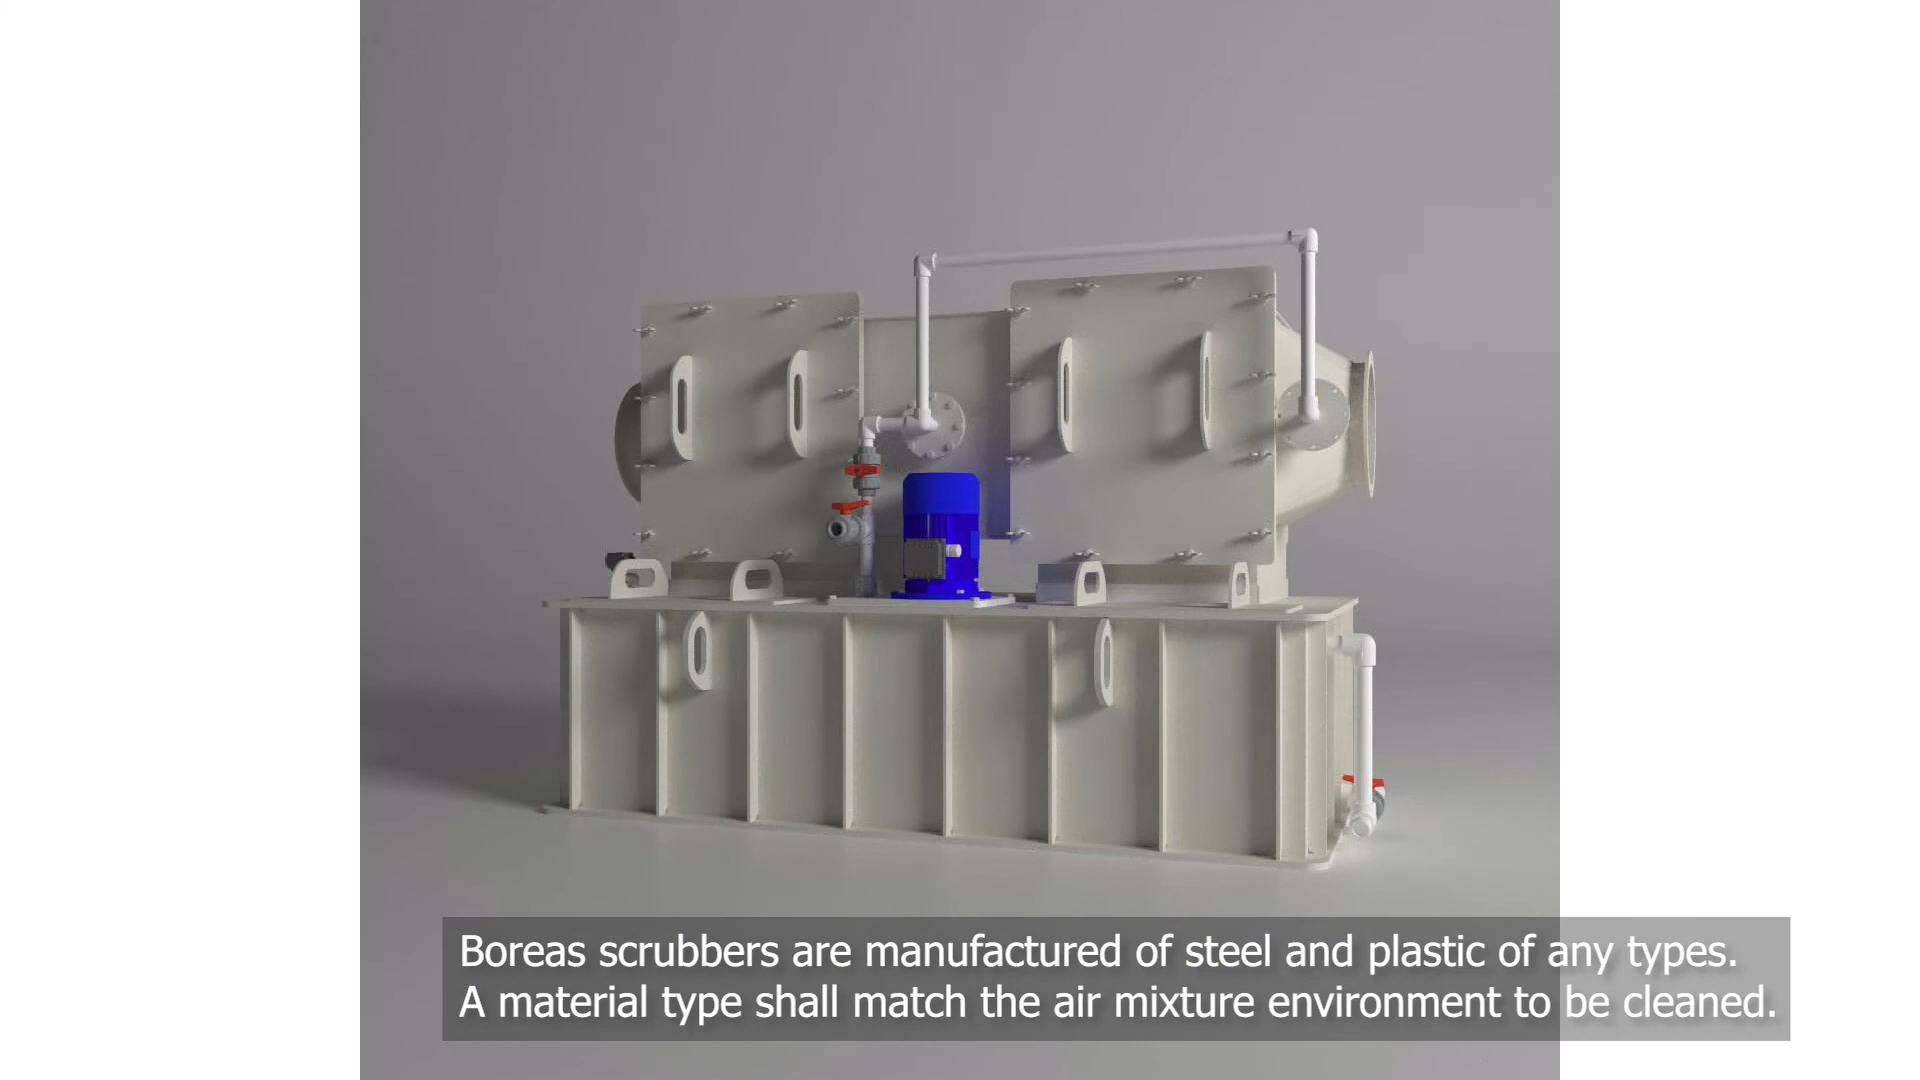 Boreas scrubbers are manufactured of steel and plastic of any types.
A material type shall match the air mixture environment to be cleaned.